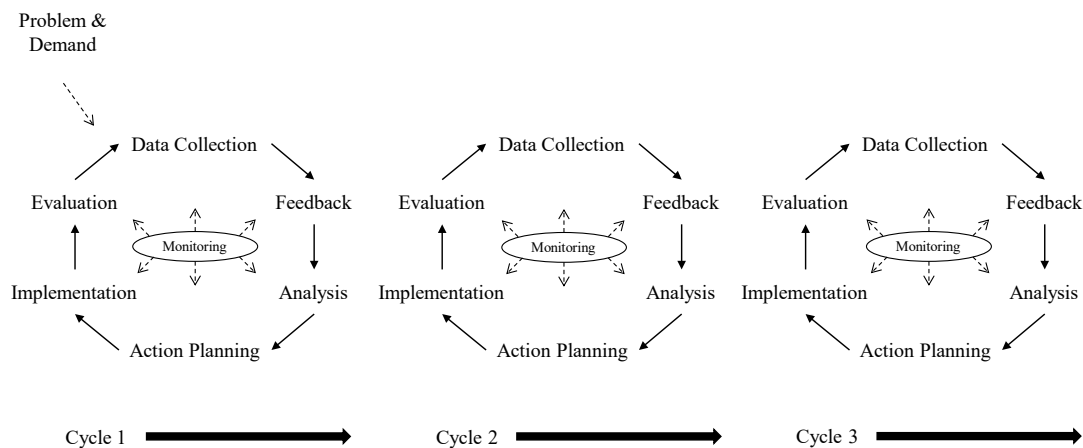 Problem &
Demand
Data Collection
Data Collection
Data Collection
Evaluation
Feedback
Evaluation
Feedback
Evaluation
Feedback
Monitoring
Monitoring
Monitoring
Implementation
Analysis
Implementation
Analysis
Implementation
Analysis
Action Planning
Action Planning
Action Planning
Cycle 1
Cycle 2
Cycle 3